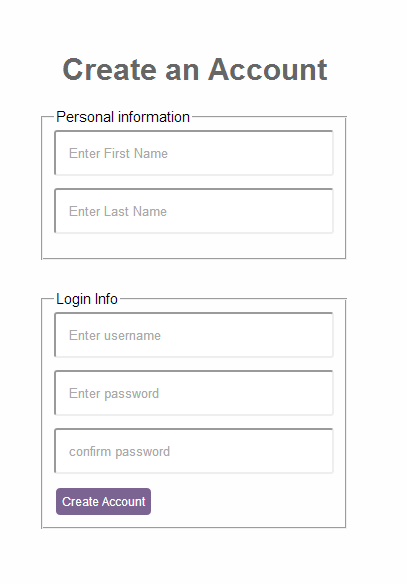 Create an Account
Personal information
Enter First Name
Enter Last Name
Login Info
Enter username
Enter password
confirm password
Create Account